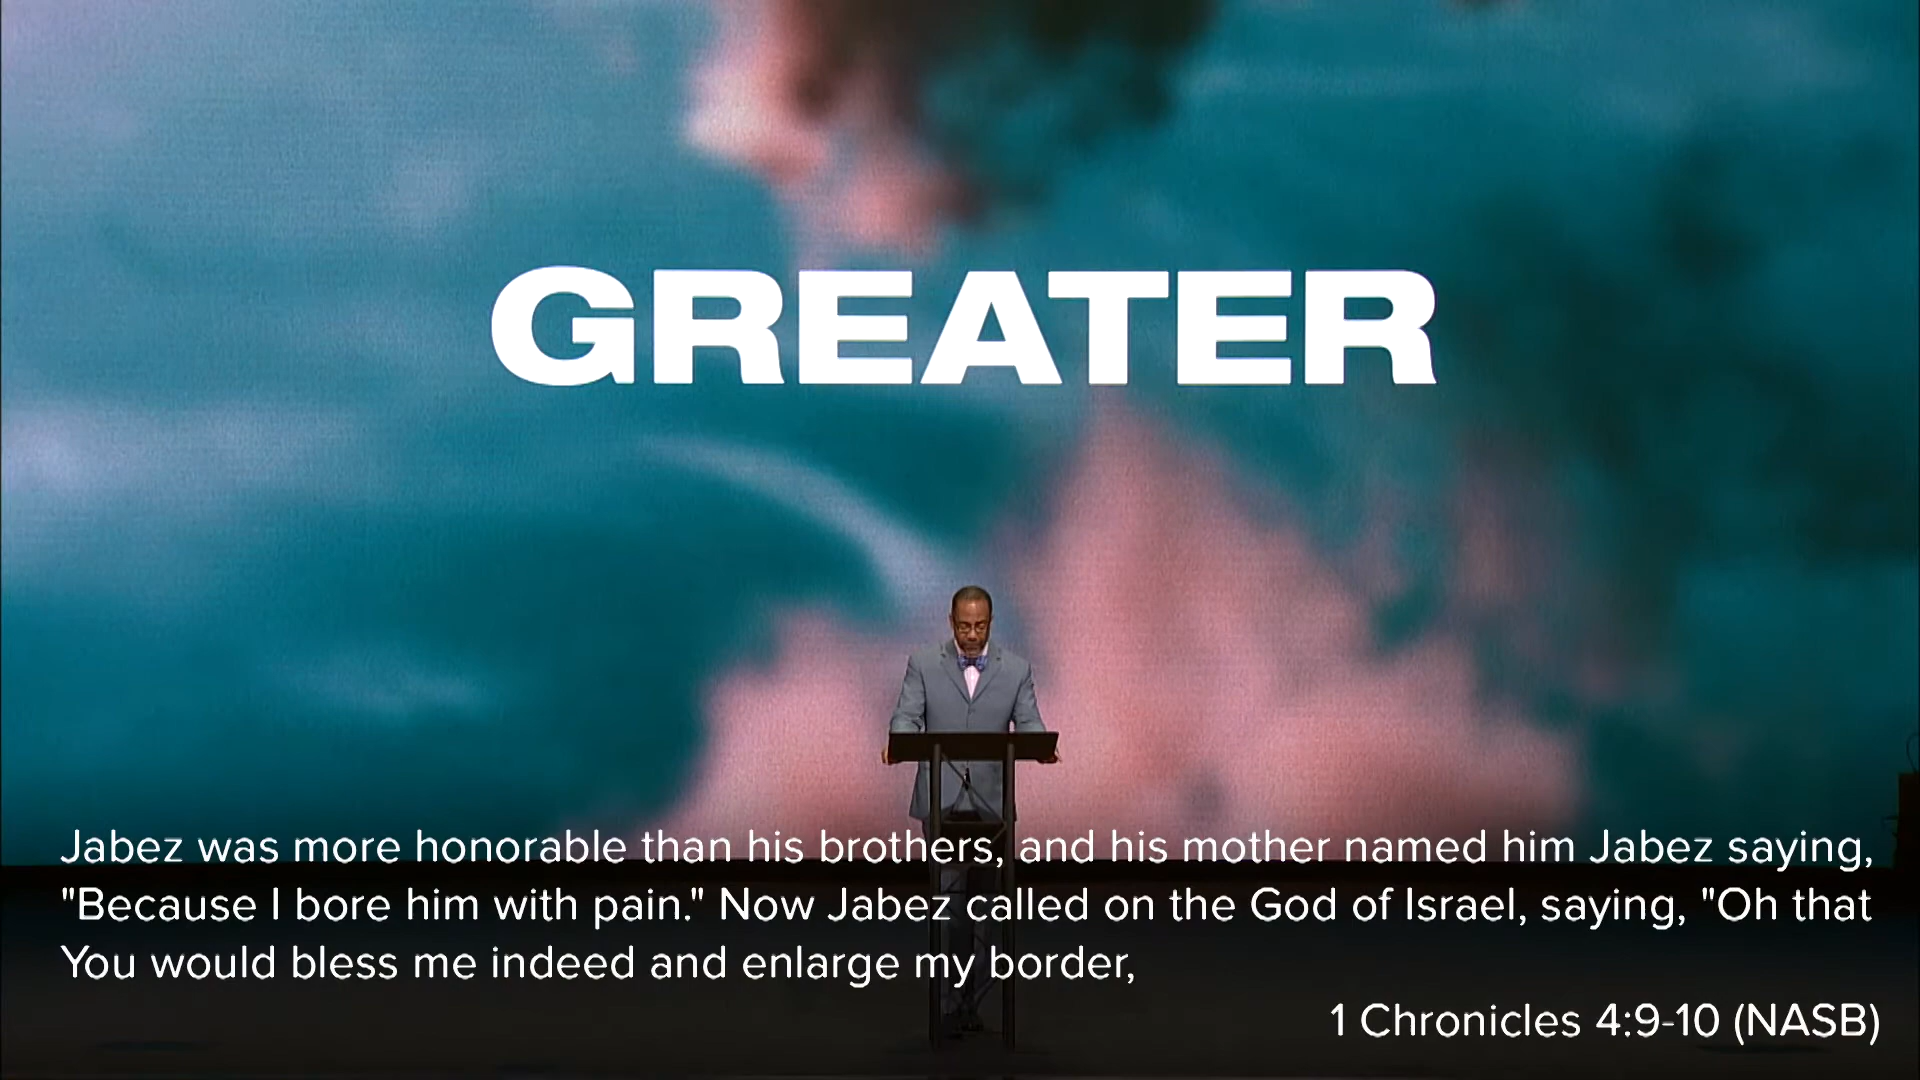 GREATER
Jabez was more honorable than his brothers, and his mother named him Jabez saying,
"Because I bore him with pain." Now Jabez called on the God of Israel, saying, "Oh that
You would bless me indeed and enlarge my border,
1 Chronicles 4:9-10 (NASB)